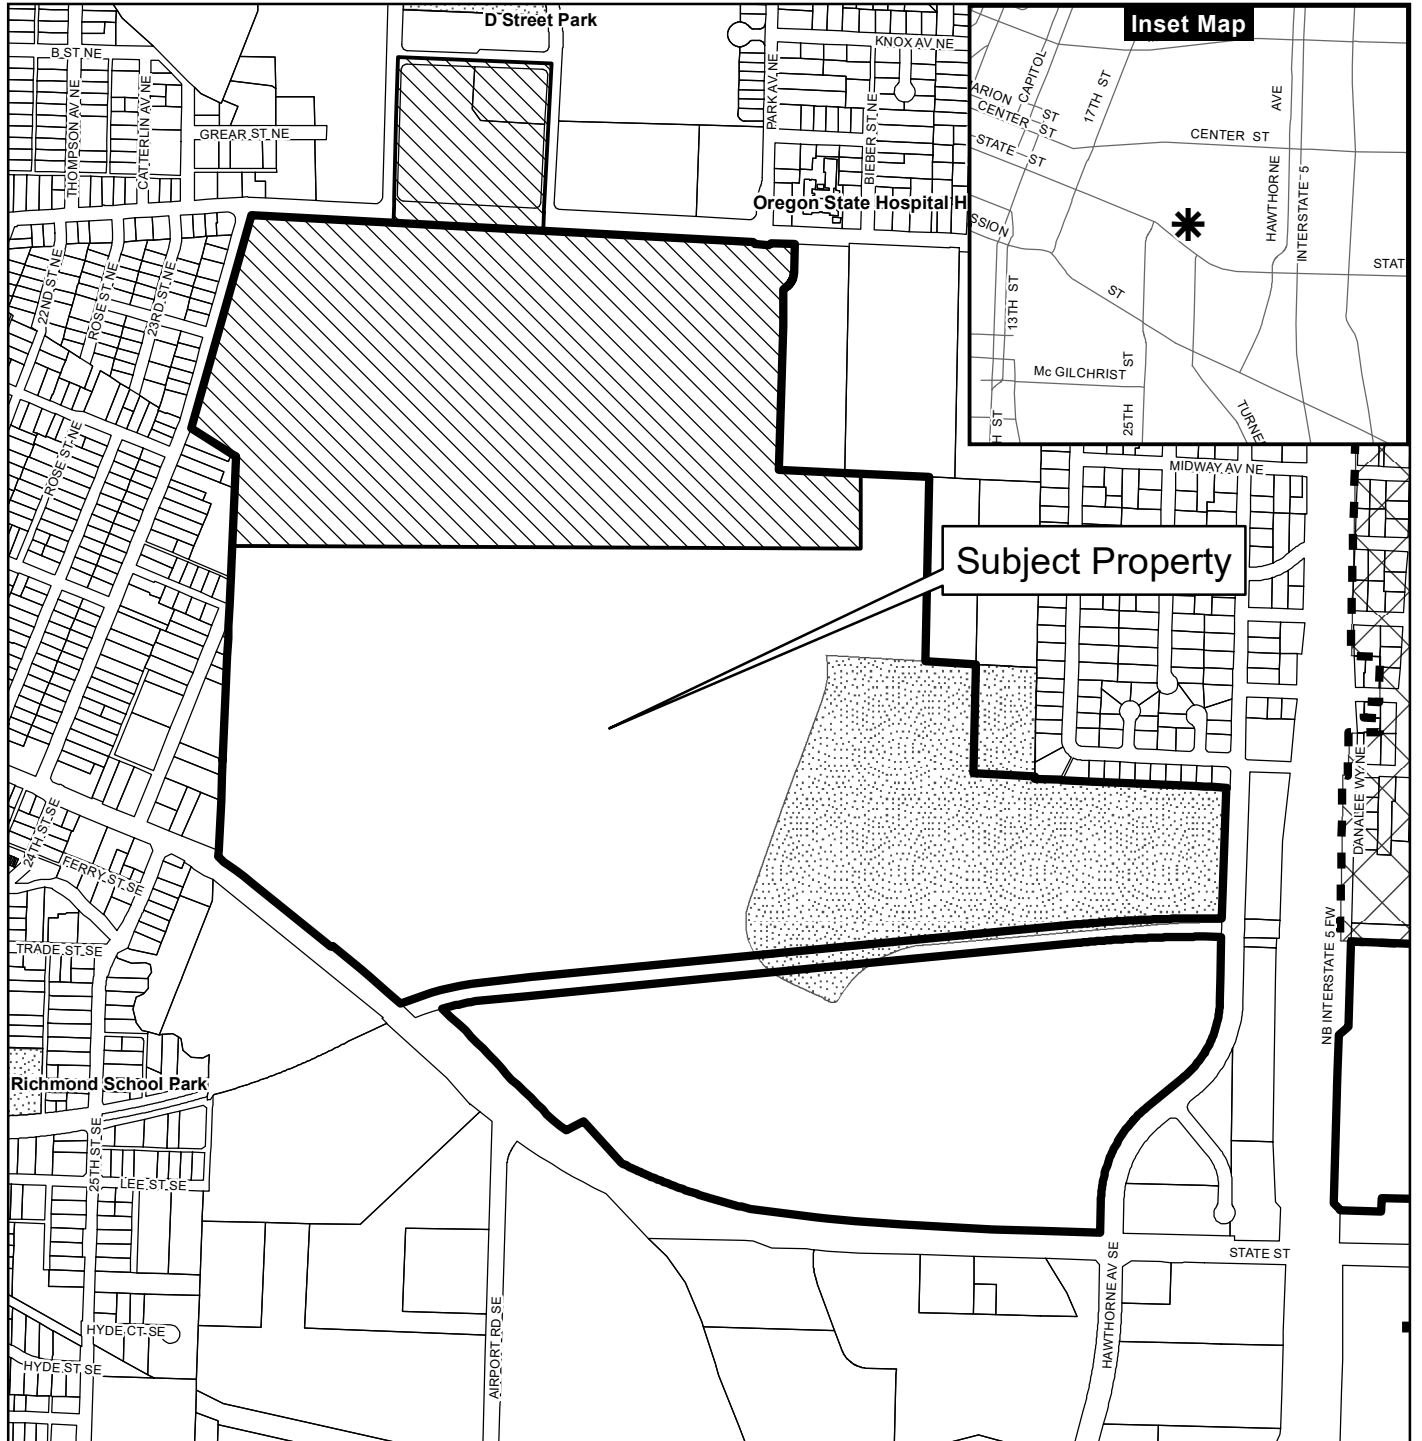 D Street Park
B ST NE
THOMPSON AV NE
CATTERLIN AV NE
GREAR ST NE
PARK AV NE
KNOX AV NE
BIEBER ST NE
Oregon State Hospital H
22ND ST NE
ROSE ST NE
23RD ST NE
ROSE ST NE
Inset Map
CAPITOL
ARION ST
CENTER ST
STATE ST
17TH ST
AVE
CENTER ST
HAWTHORNE
INTERSTATE 5
SSION
STAT
13TH ST
ST
Mc GILCHRIST
ST
25TH
H ST
TURNE
MIDWAY AV NE
Subject Property
DANALEE WY NE
24TH ST SE
FERRY ST SE
TRADE ST SE
NB INTERSTATE 5 FW
Richmond School Park
25TH ST SE
LEE ST SE
STATE ST
HAWTHORNE AV SE
AIRPORT RD SE
HYDE CT SE
HYDE ST SE